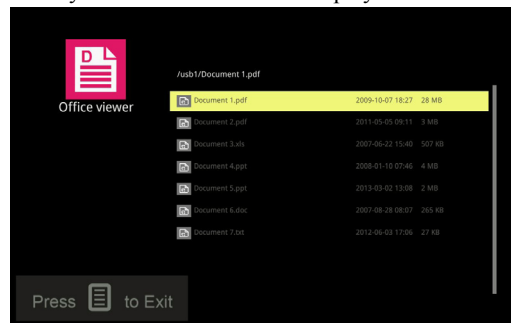 D
Office viewer
/usb1/Document 1.pdf
Document 1.pdf 2009-10-07 18:27 28 MB
Document 2.pdf 2011-05-05 09:11 3 MB
Document 3.xls 2007-06-22 15:40 507 KB
Document 4.ppt 2008-01-10 07:46 4 MB
Document 5.ppt 2013-03-02 13:08 2 MB
Document 6.doc 2007-08-28 08:07 265 KB
Document 7.txt 2012-06-03 17:06 27 KB
Press to Exit